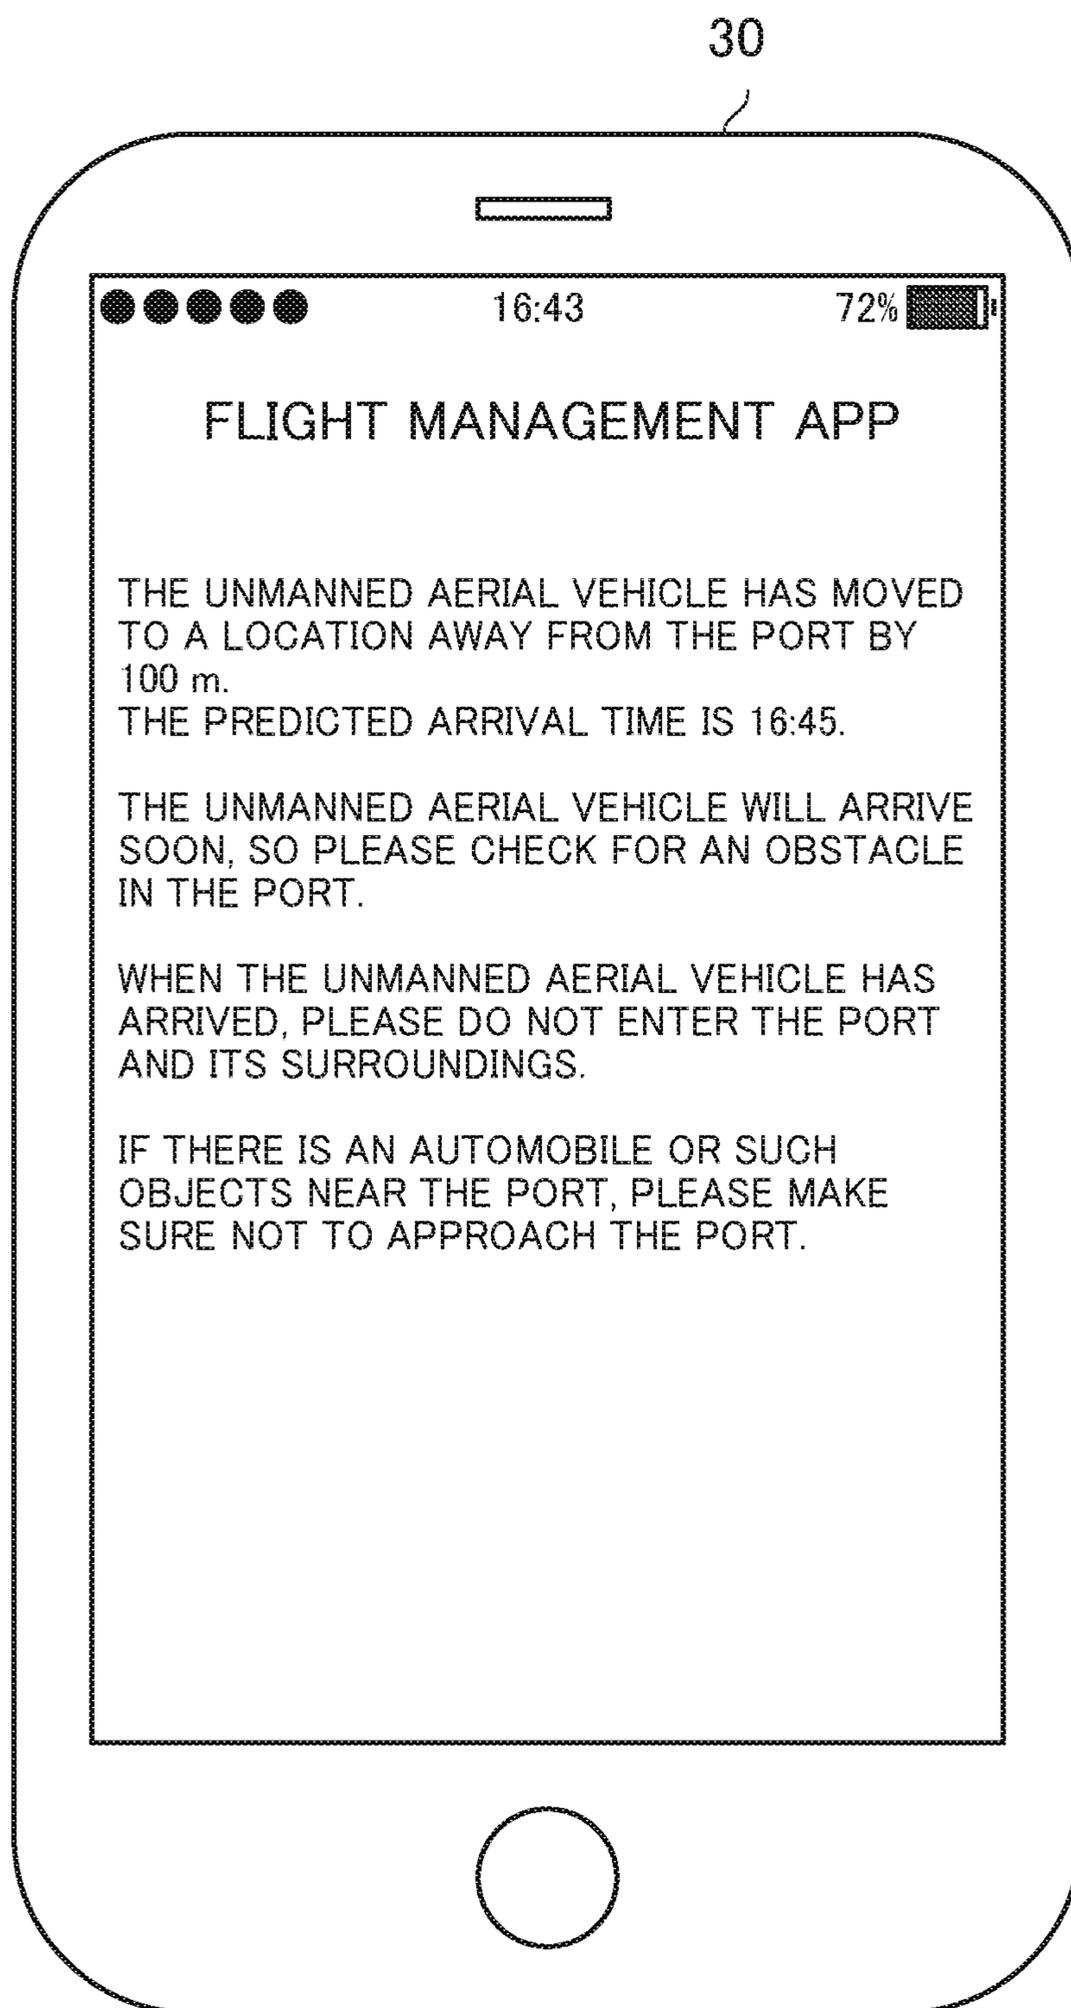 30
16:43 72%
FLIGHT MANAGEMENT APP
THE UNMANNED AERIAL VEHICLE HAS MOVED
TO A LOCATION AWAY FROM THE PORT BY
100 m.
THE PREDICTED ARRIVAL TIME IS 16:45.
THE UNMANNED AERIAL VEHICLE WILL ARRIVE
SOON, SO PLEASE CHECK FOR AN OBSTACLE
IN THE PORT.
WHEN THE UNMANNED AERIAL VEHICLE HAS
ARRIVED, PLEASE DO NOT ENTER THE PORT
AND ITS SURROUNDINGS.
IF THERE IS AN AUTOMOBILE OR SUCH
OBJECTS NEAR THE PORT, PLEASE MAKE
SURE NOT TO APPROACH THE PORT.